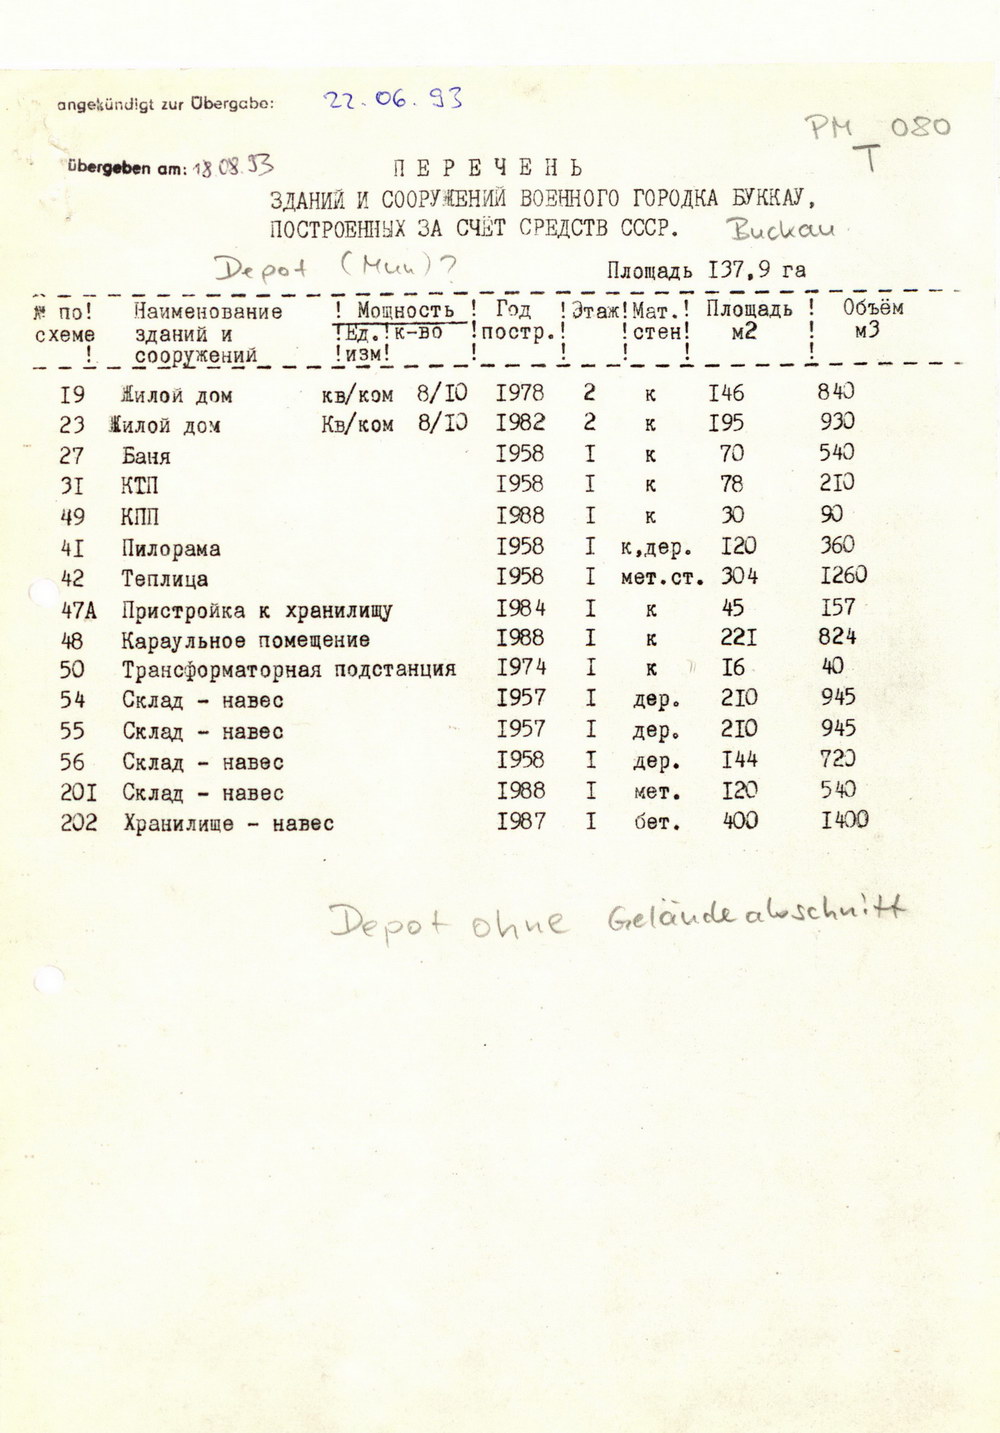 angekündigt zur Übergabe: 22.06.93
PM 080
T
übergeben am: 18.08.93
ПЕРЕЧЕНЬ
ЗДАНИЙ И СООРУЖЕНИЙ ВОЕННОГО ГОРОДКА БУККАУ,
ПОСТРОЕННЫХ ЗА СЧЁТ СРЕДСТВ СССР. Buckau
Depot (Mun)? Площадь I37,9 га
№ по! Наименование ! Мощность ! Год !Этаж!Мат.! Площадь ! Объём
схеме зданий и !Ед.!к-во !постр.! !стен! м2 ! м3
! сооружений !изм! ! ! ! ! !
I9 Жилой дом кв/ком 8/I0 I978 2 к I46 840
23 Жилой дом Кв/ком 8/I0 I982 2 к I95 930
27 Баня I958 I к 70 540
3I КТП I958 I к 78 2I0
49 КПП I988 I к 30 90
4I Пилорама I958 I к,дер. I20 360
42 Теплица I958 I мет.ст. 304 I260
47А Пристройка к хранилищу I984 I к 45 I57
48 Караульное помещение I988 I к 22I 824
50 Трансформаторная подстанция I974 I к I6 40
54 Склад - навес I957 I дер. 2I0 945
55 Склад - навес I957 I дер. 2I0 945
56 Склад - навес I958 I дер. I44 720
20I Склад - навес I988 I мет. I20 540
202 Хранилище - навес I987 I бет. 400 I400
Depot ohne Geländeabschnitt